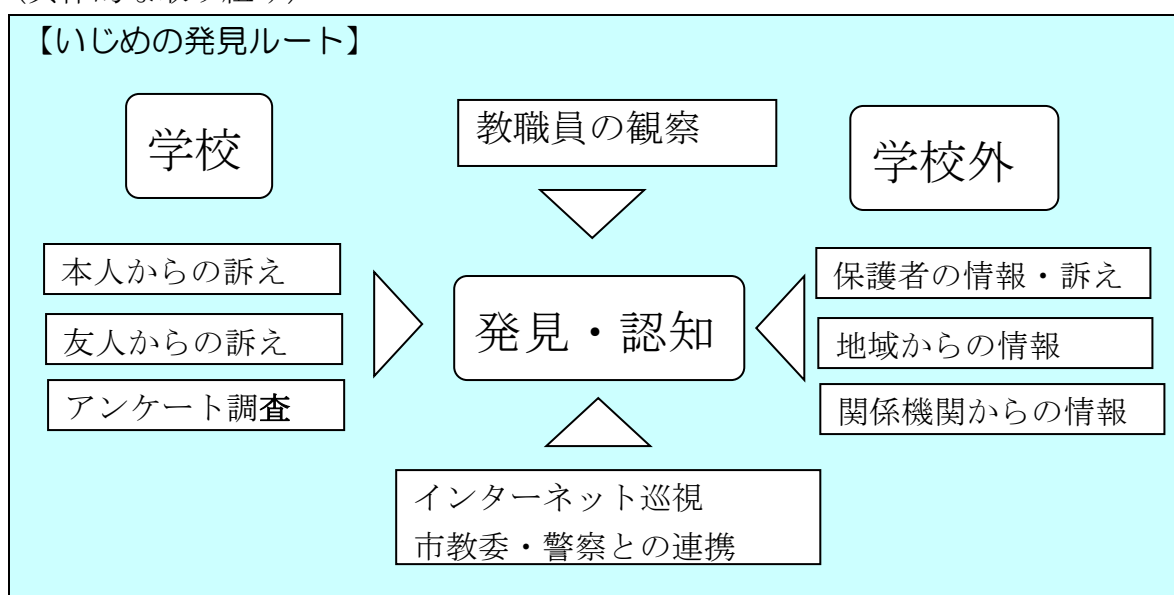 【いじめの発見ルート】
学校
教職員の観察
学校外
本人からの訴え
友人からの訴え
アンケート調査
発見・認知
保護者の情報・訴え
地域からの情報
関係機関からの情報
インターネット巡視
市教委・警察との連携